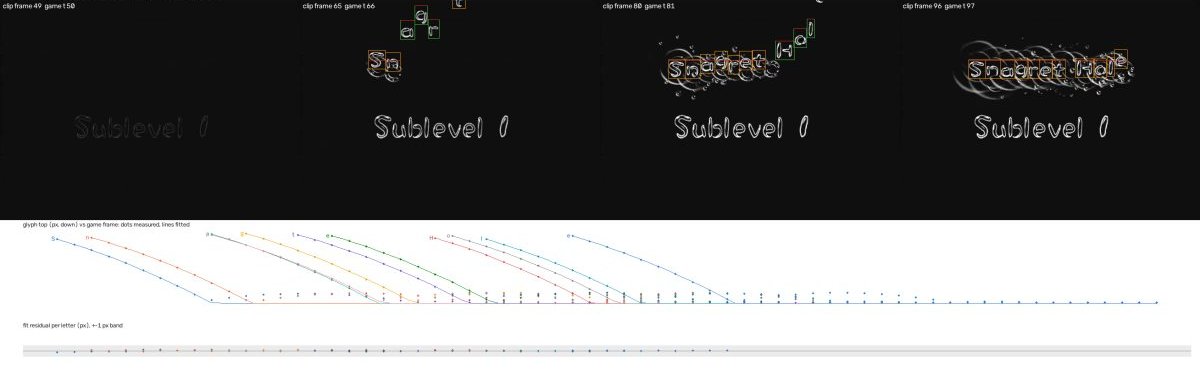 clip frame 49 game t 50
clip frame 65 game t 66
clip frame 80 game t 81
clip frame 96 game t 97
t
g
a r
S n
l
o
H
Snagret
Snagret Hole
Sublevel 1
Sublevel 1
Sublevel 1
Sublevel 1
glyph top (px, down) vs game frame: dots measured, lines fitted
S n a g t e H o l e
fit residual per letter (px), +-1 px band